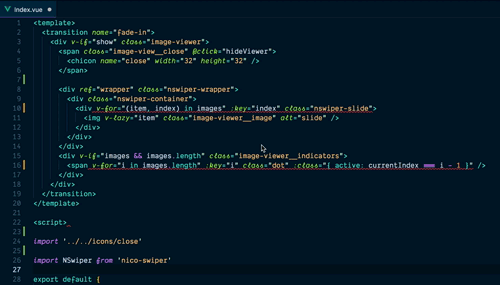 Index.vue
1 <template>
2 <transition name="fade-in">
3 <div v-if="show" class="image-viewer">
4 <span class="image-view__close" @click="hideViewer">
5 <chicon name="close" width="32" height="32" />
6 </span>
7
8 <div ref="wrapper" class="nswiper-wrapper">
9 <div class="nswiper-container">
10 <div v-for="(item, index) in images" :key="index" class="nswiper-slide">
11 <img v-lazy="item" class="image-viewer__image" alt="slide" />
12 </div>
13 </div>
14 </div>
15 <div v-if="images && images.length" class="image-viewer__indicators">
16 <span v-for="i in images.length" :key="i" class="dot" :class="{ active: currentIndex === i - 1 }" />
17 </div>
18 </div>
19 </transition>
20 </template>
21
22 <script>
23
24 import '../../icons/close'
25
26 import NSwiper from 'nico-swiper'
27
28 export default {